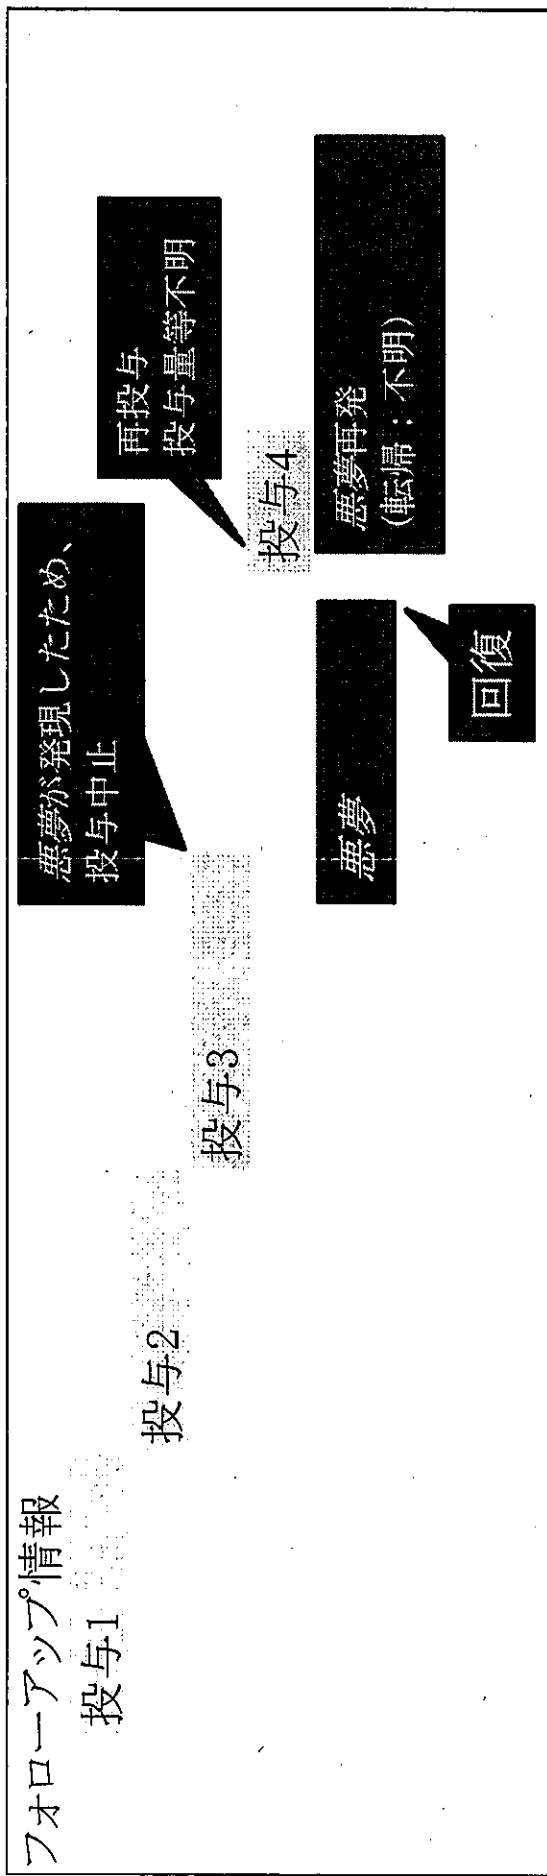 フォローアップ情報
投与1
投与2
投与3
投与4
悪夢が発現したため、
投与中止
再投与
投与量等不明
悪夢
悪夢再発
(転帰：不明)
回復